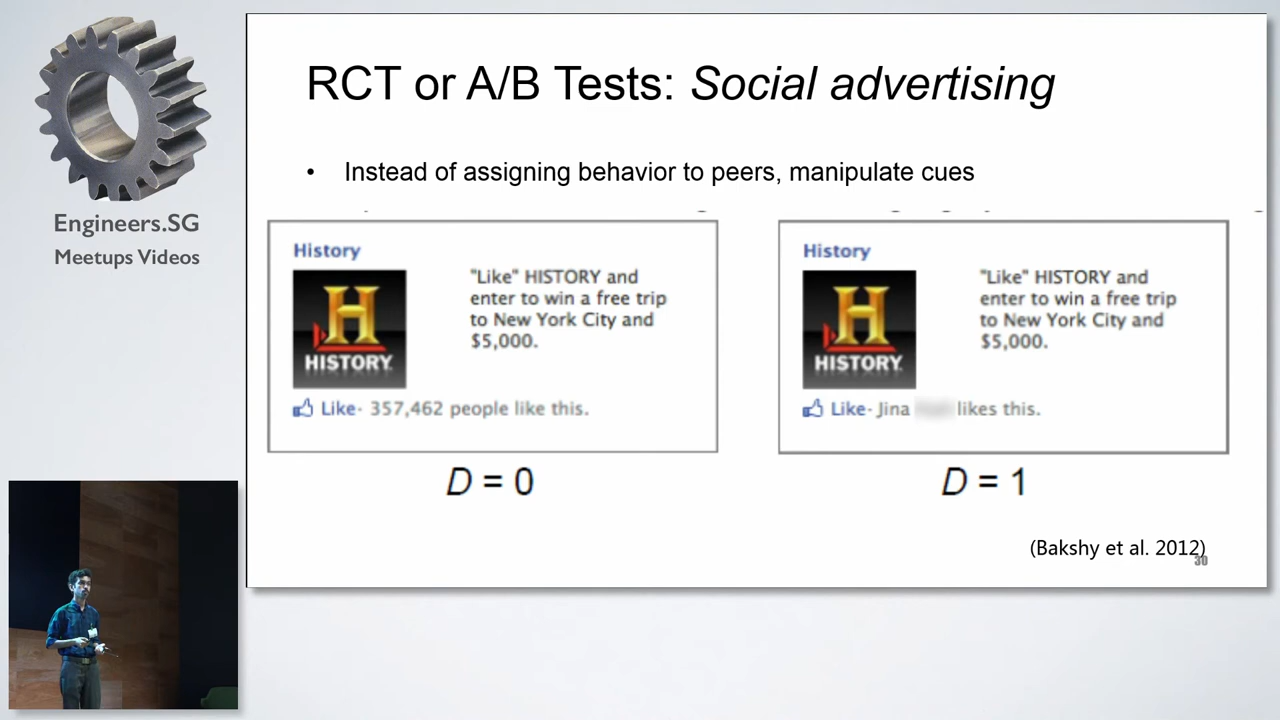 Engineers.SG
Meetups Videos
RCT or A/B Tests: Social advertising
• Instead of assigning behavior to peers, manipulate cues
History
"Like" HISTORY and
enter to win a free trip
to New York City and
$5,000.
H
HISTORY
Like· 357,462 people like this.
D = 0
History
"Like" HISTORY and
enter to win a free trip
to New York City and
$5,000.
H
HISTORY
Like· Jina likes this.
D = 1
(Bakshy et al. 2012)
30